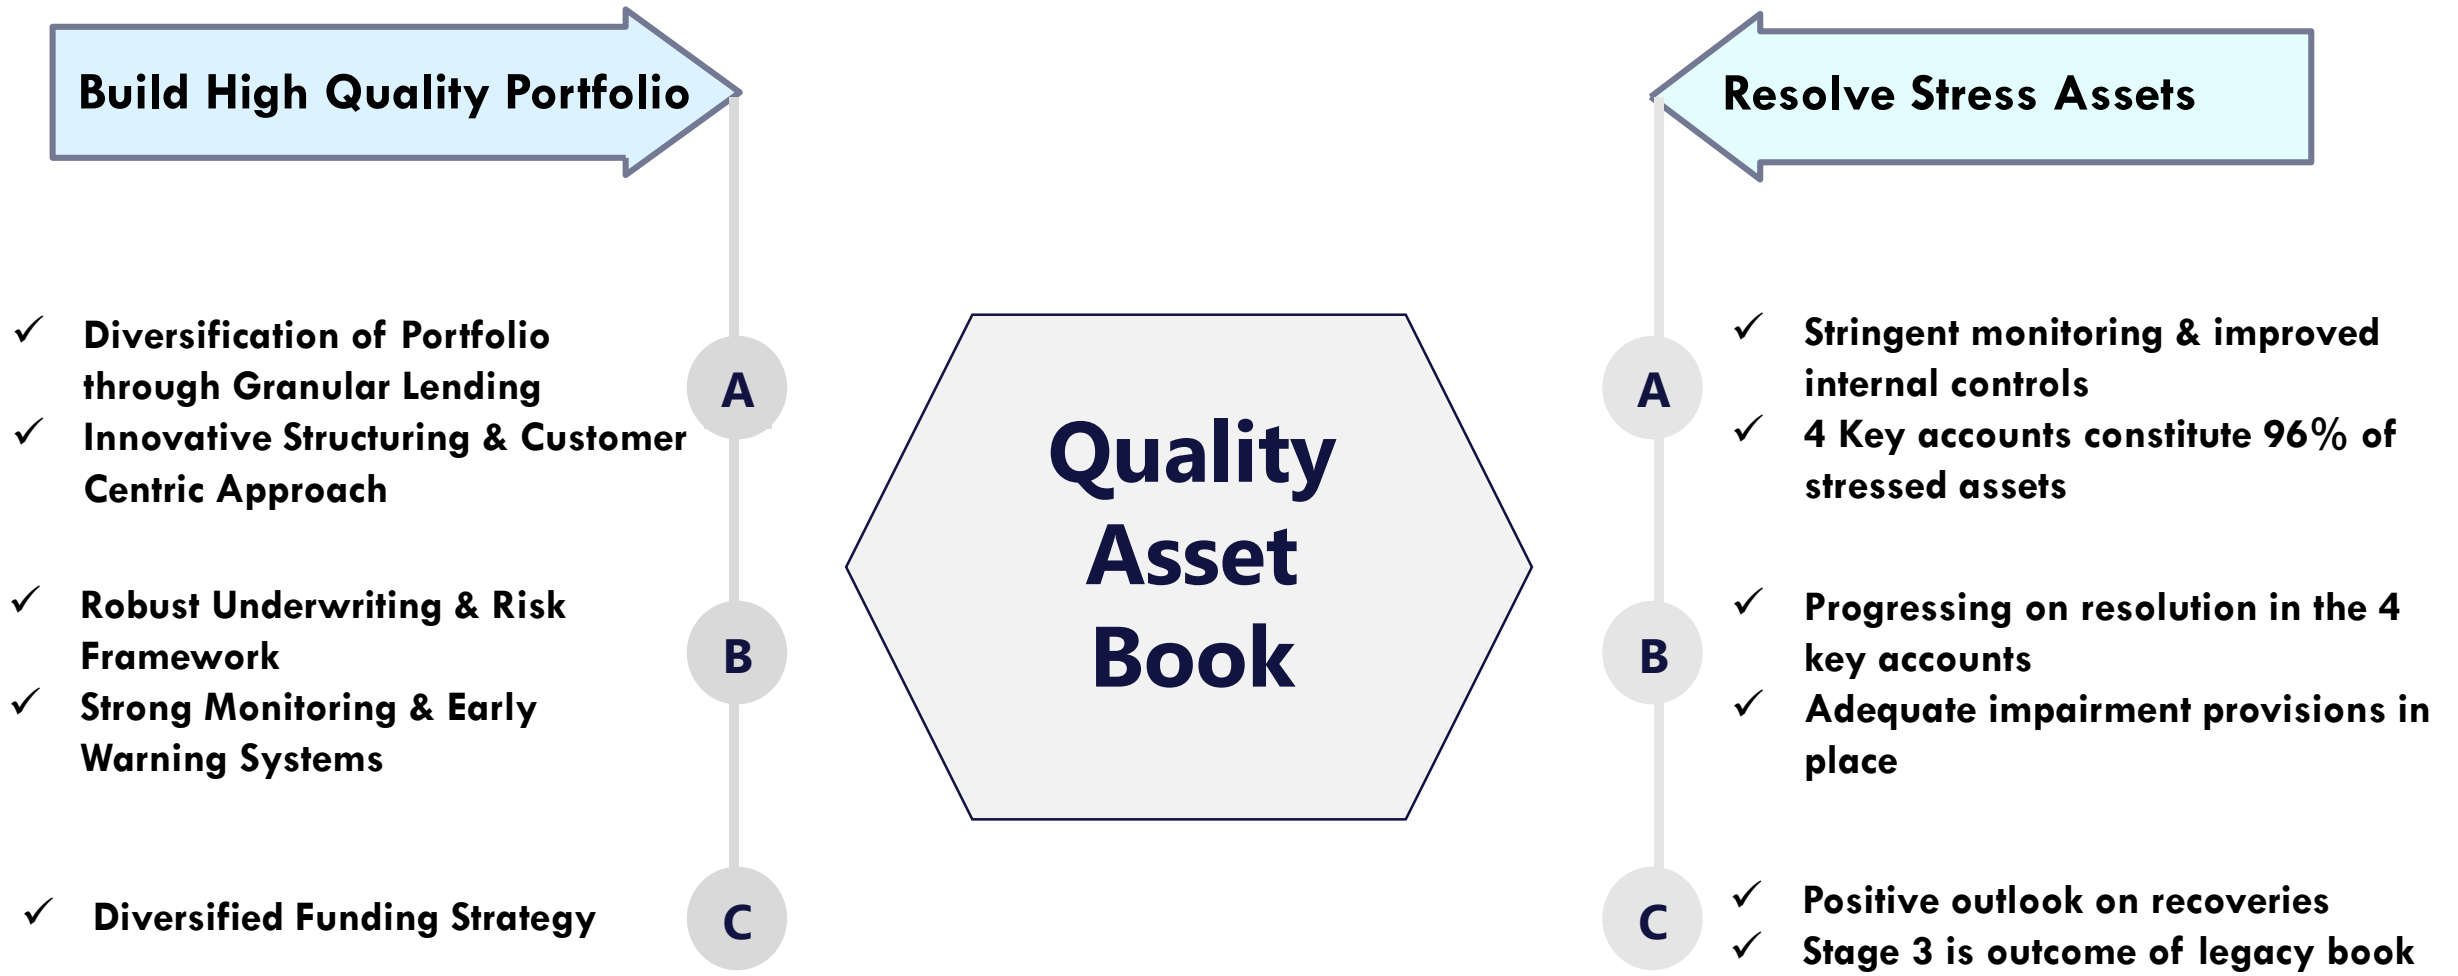 Build High Quality Portfolio
Diversification of Portfolio
through Granular Lending
Innovative Structuring & Customer
Centric Approach
A
Robust Underwriting & Risk
Framework
Strong Monitoring & Early
Warning Systems
B
Diversified Funding Strategy
C
Quality
Asset
Book
Resolve Stress Assets
A
Stringent monitoring & improved
internal controls
4 Key accounts constitute 96% of
stressed assets
B
Progressing on resolution in the 4
key accounts
Adequate impairment provisions in
place
C
Positive outlook on recoveries
Stage 3 is outcome of legacy book